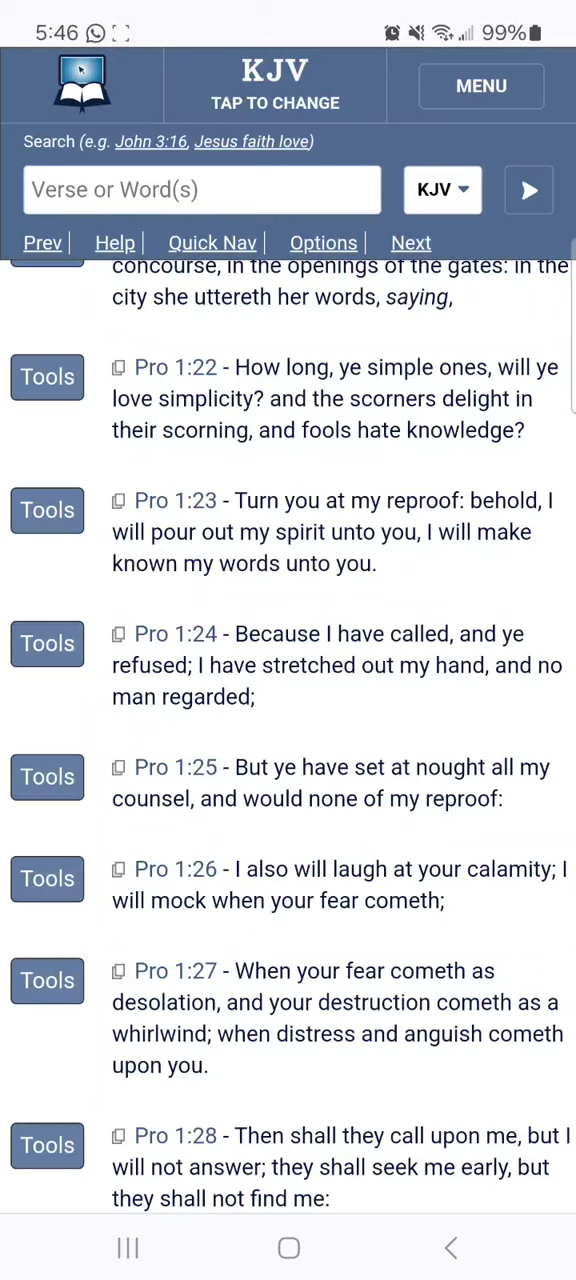 5:46 99%
KJV
TAP TO CHANGE
MENU
Search (e.g. John 3:16, Jesus faith love)
Verse or Word(s)
KJV
Prev Help Quick Nav Options Next
concourse, in the openings of the gates: in the
city she uttereth her words, saying,
Tools
Pro 1:22 - How long, ye simple ones, will ye
love simplicity? and the scorners delight in
their scorning, and fools hate knowledge?
Tools
Pro 1:23 - Turn you at my reproof: behold, I
will pour out my spirit unto you, I will make
known my words unto you.
Tools
Pro 1:24 - Because I have called, and ye
refused; I have stretched out my hand, and no
man regarded;
Tools
Pro 1:25 - But ye have set at nought all my
counsel, and would none of my reproof:
Tools
Pro 1:26 - I also will laugh at your calamity; I
will mock when your fear cometh;
Tools
Pro 1:27 - When your fear cometh as
desolation, and your destruction cometh as a
whirlwind; when distress and anguish cometh
upon you.
Tools
Pro 1:28 - Then shall they call upon me, but I
will not answer; they shall seek me early, but
they shall not find me: